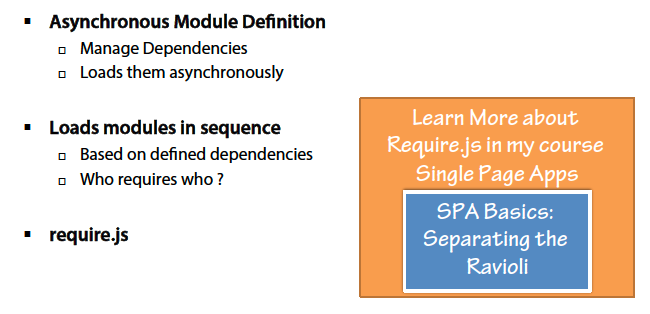 ▪ Asynchronous Module Definition
▫ Manage Dependencies
▫ Loads them asynchronously
▪ Loads modules in sequence
▫ Based on defined dependencies
▫ Who requires who ?
▪ require.js
Learn More about
Require.js in my course
Single Page Apps
SPA Basics:
Separating the
Ravioli